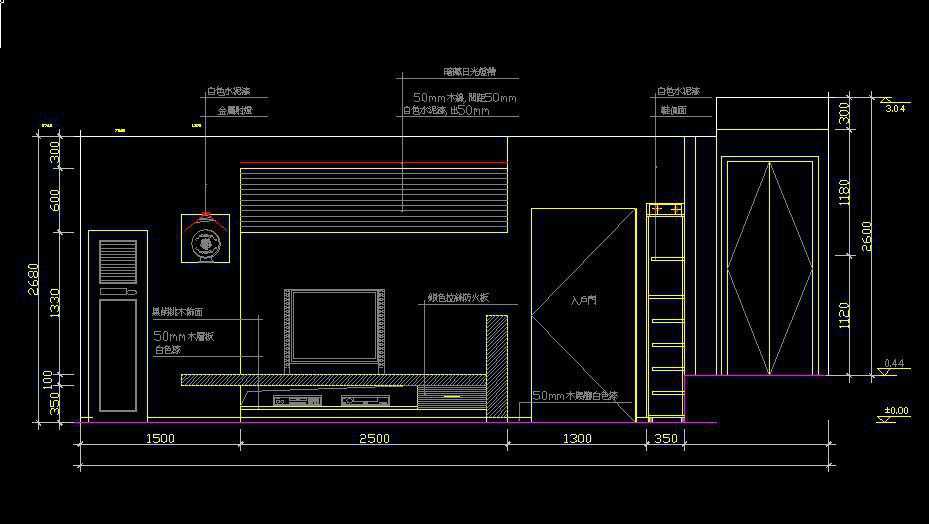 暗藏日光燈槽
白色水泥漆
50mm木線,間距50mm
白色水泥漆
金屬射燈
白色水泥漆,出50mm
鞋櫃面
3.04
300
300
600
1180
2600
2680
1330
入戶門
銀色拉絲防火板
黑胡桃木飾面
1120
50mm木層板
白色漆
0.44
100
350
50mm木踢腳白色漆
±0.00
1500
2500
1300
350